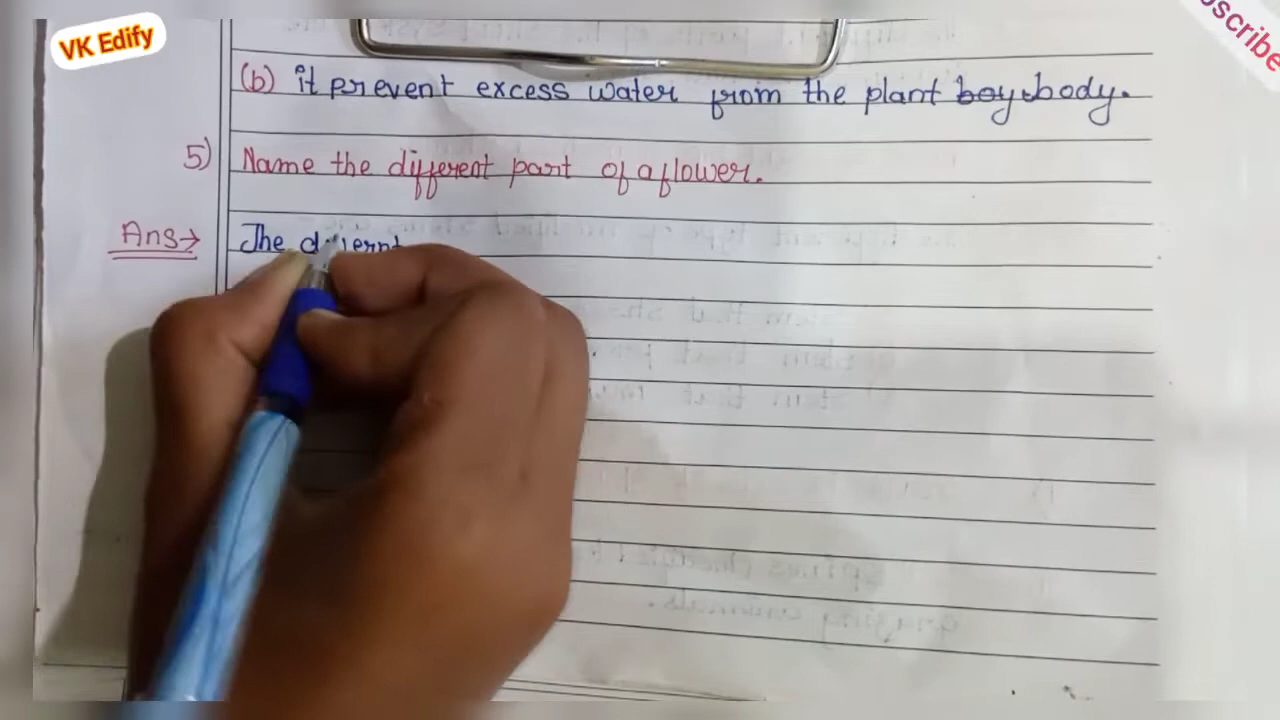 VK Edify
(b) it prevent excess water from the plant boy body.
5) Name the different part of a flower.
Ans→ The